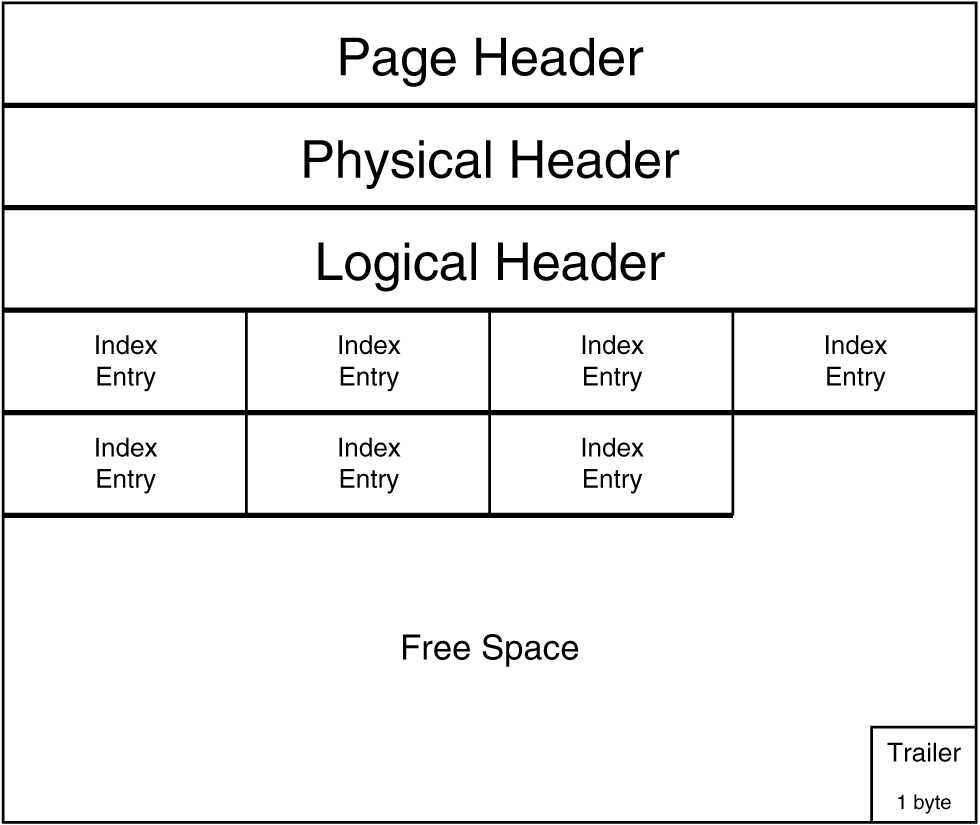 Page Header
Physical Header
Logical Header
Index
Entry
Index
Entry
Index
Entry
Index
Entry
Index
Entry
Index
Entry
Index
Entry
Free Space
Trailer
1 byte